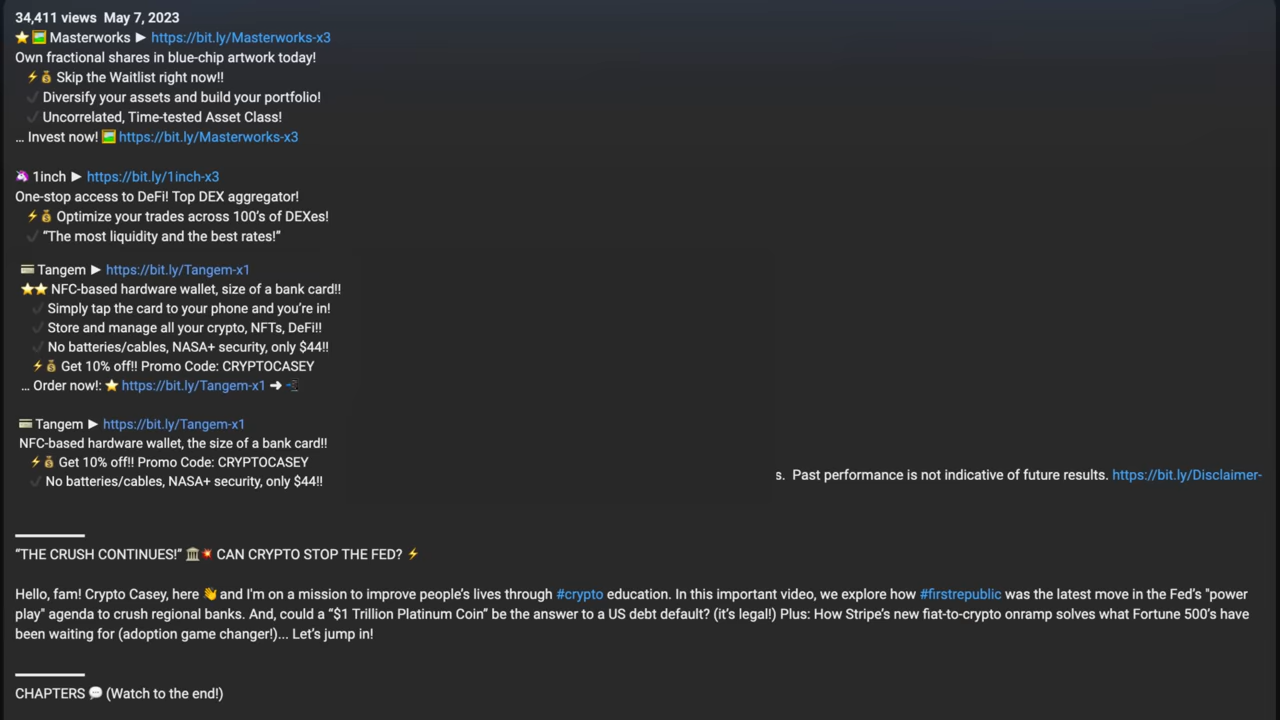 34,411 views  May 7, 2023
⭐🖼️ Masterworks ► https://bit.ly/Masterworks-x3
Own fractional shares in blue-chip artwork today!
⚡💰 Skip the Waitlist right now!!
✓ Diversify your assets and build your portfolio!
✓ Uncorrelated, Time-tested Asset Class!
... Invest now! 🖼️ https://bit.ly/Masterworks-x3
🦄 1inch ► https://bit.ly/1inch-x3
One-stop access to DeFi! Top DEX aggregator!
⚡💰 Optimize your trades across 100’s of DEXes!
✓ “The most liquidity and the best rates!”
💳 Tangem ► https://bit.ly/Tangem-x1
⭐⭐ NFC-based hardware wallet, size of a bank card!!
✓ Simply tap the card to your phone and you’re in!
✓ Store and manage all your crypto, NFTs, DeFi!!
✓ No batteries/cables, NASA+ security, only $44!!
⚡💰 Get 10% off!! Promo Code: CRYPTOCASEY
... Order now!: ⭐ https://bit.ly/Tangem-x1 ➜ 📲
💳 Tangem ► https://bit.ly/Tangem-x1
NFC-based hardware wallet, the size of a bank card!!
⚡💰 Get 10% off!! Promo Code: CRYPTOCASEY
s.  Past performance is not indicative of future results. https://bit.ly/Disclaimer-
✓ No batteries/cables, NASA+ security, only $44!!
“THE CRUSH CONTINUES!” 🏛️💥 CAN CRYPTO STOP THE FED? ⚡
Hello, fam! Crypto Casey, here 👋 and I'm on a mission to improve people’s lives through #crypto education. In this important video, we explore how #firstrepublic was the latest move in the Fed’s "power
play" agenda to crush regional banks. And, could a “$1 Trillion Platinum Coin” be the answer to a US debt default? (it’s legal!) Plus: How Stripe’s new fiat-to-crypto onramp solves what Fortune 500’s have
been waiting for (adoption game changer!)... Let’s jump in!
CHAPTERS 💬 (Watch to the end!)